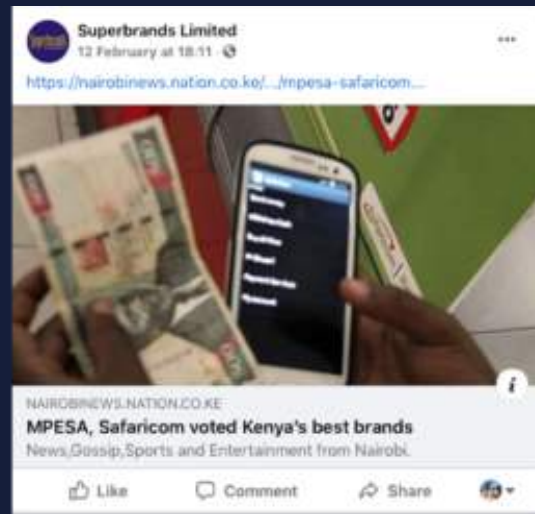 Superbrands Limited
12 February at 18:11
https://nairobinews.nation.co.ke/.../mpesa-safaricom...
NAIROBINEWS.NATION.CO.KE
MPESA, Safaricom voted Kenya's best brands
News,Gossip,Sports and Entertainment from Nairobi.
Like Comment Share